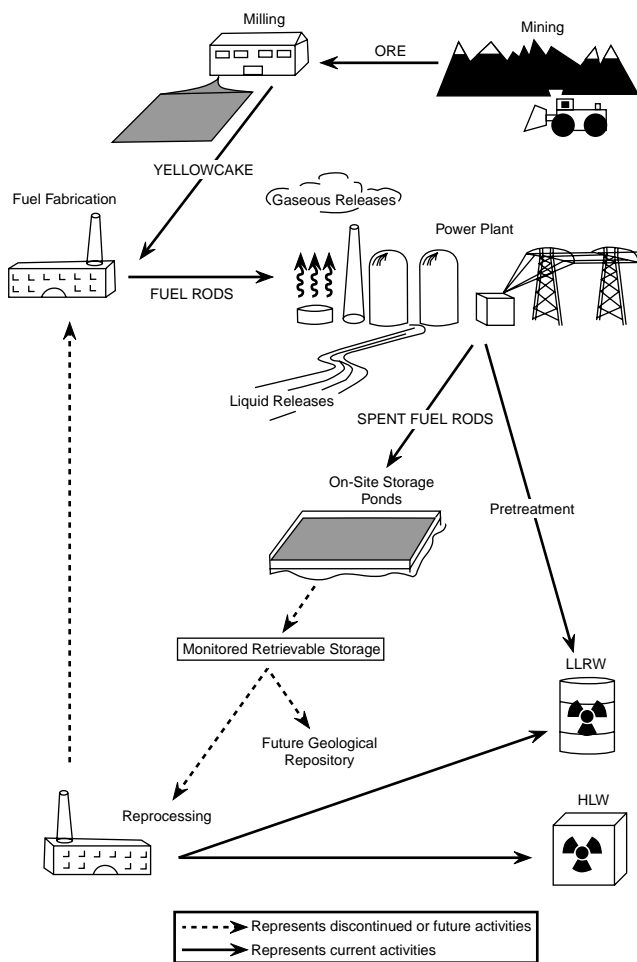 Milling
Mining
ORE
YELLOWCAKE
Fuel Fabrication
Gaseous Releases
Power Plant
FUEL RODS
Liquid Releases
SPENT FUEL RODS
On-Site Storage
Ponds
Pretreatment
Monitored Retrievable Storage
LLRW
Future Geological
Repository
Reprocessing
HLW
Represents discontinued or future activities
Represents current activities